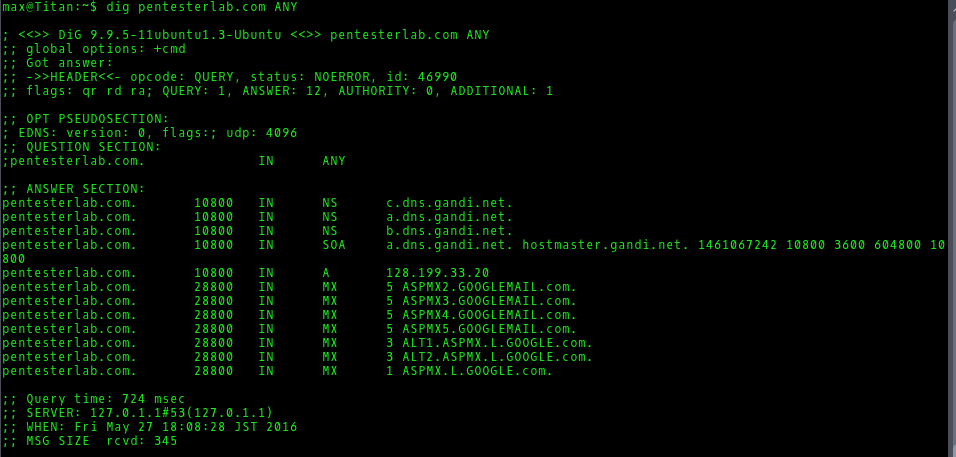 max@Titan:~$ dig pentesterlab.com ANY
; <<>> DiG 9.9.5-11ubuntu1.3-Ubuntu <<>> pentesterlab.com ANY
;; global options: +cmd
;; Got answer:
;; ->>HEADER<<- opcode: QUERY, status: NOERROR, id: 46990
;; flags: qr rd ra; QUERY: 1, ANSWER: 12, AUTHORITY: 0, ADDITIONAL: 1
;; OPT PSEUDOSECTION:
; EDNS: version: 0, flags:; udp: 4096
;; QUESTION SECTION:
;pentesterlab.com. IN ANY
;; ANSWER SECTION:
pentesterlab.com. 10800 IN NS c.dns.gandi.net.
pentesterlab.com. 10800 IN NS a.dns.gandi.net.
pentesterlab.com. 10800 IN NS b.dns.gandi.net.
pentesterlab.com. 10800 IN SOA a.dns.gandi.net. hostmaster.gandi.net. 1461067242 10800 3600 604800 10
800
pentesterlab.com. 10800 IN A 128.199.33.20
pentesterlab.com. 28800 IN MX 5 ASPMX2.GOOGLEMAIL.com.
pentesterlab.com. 28800 IN MX 5 ASPMX3.GOOGLEMAIL.com.
pentesterlab.com. 28800 IN MX 5 ASPMX4.GOOGLEMAIL.com.
pentesterlab.com. 28800 IN MX 5 ASPMX5.GOOGLEMAIL.com.
pentesterlab.com. 28800 IN MX 3 ALT1.ASPMX.L.GOOGLE.com.
pentesterlab.com. 28800 IN MX 3 ALT2.ASPMX.L.GOOGLE.com.
pentesterlab.com. 28800 IN MX 1 ASPMX.L.GOOGLE.com.
;; Query time: 724 msec
;; SERVER: 127.0.1.1#53(127.0.1.1)
;; WHEN: Fri May 27 18:08:28 JST 2016
;; MSG SIZE rcvd: 345